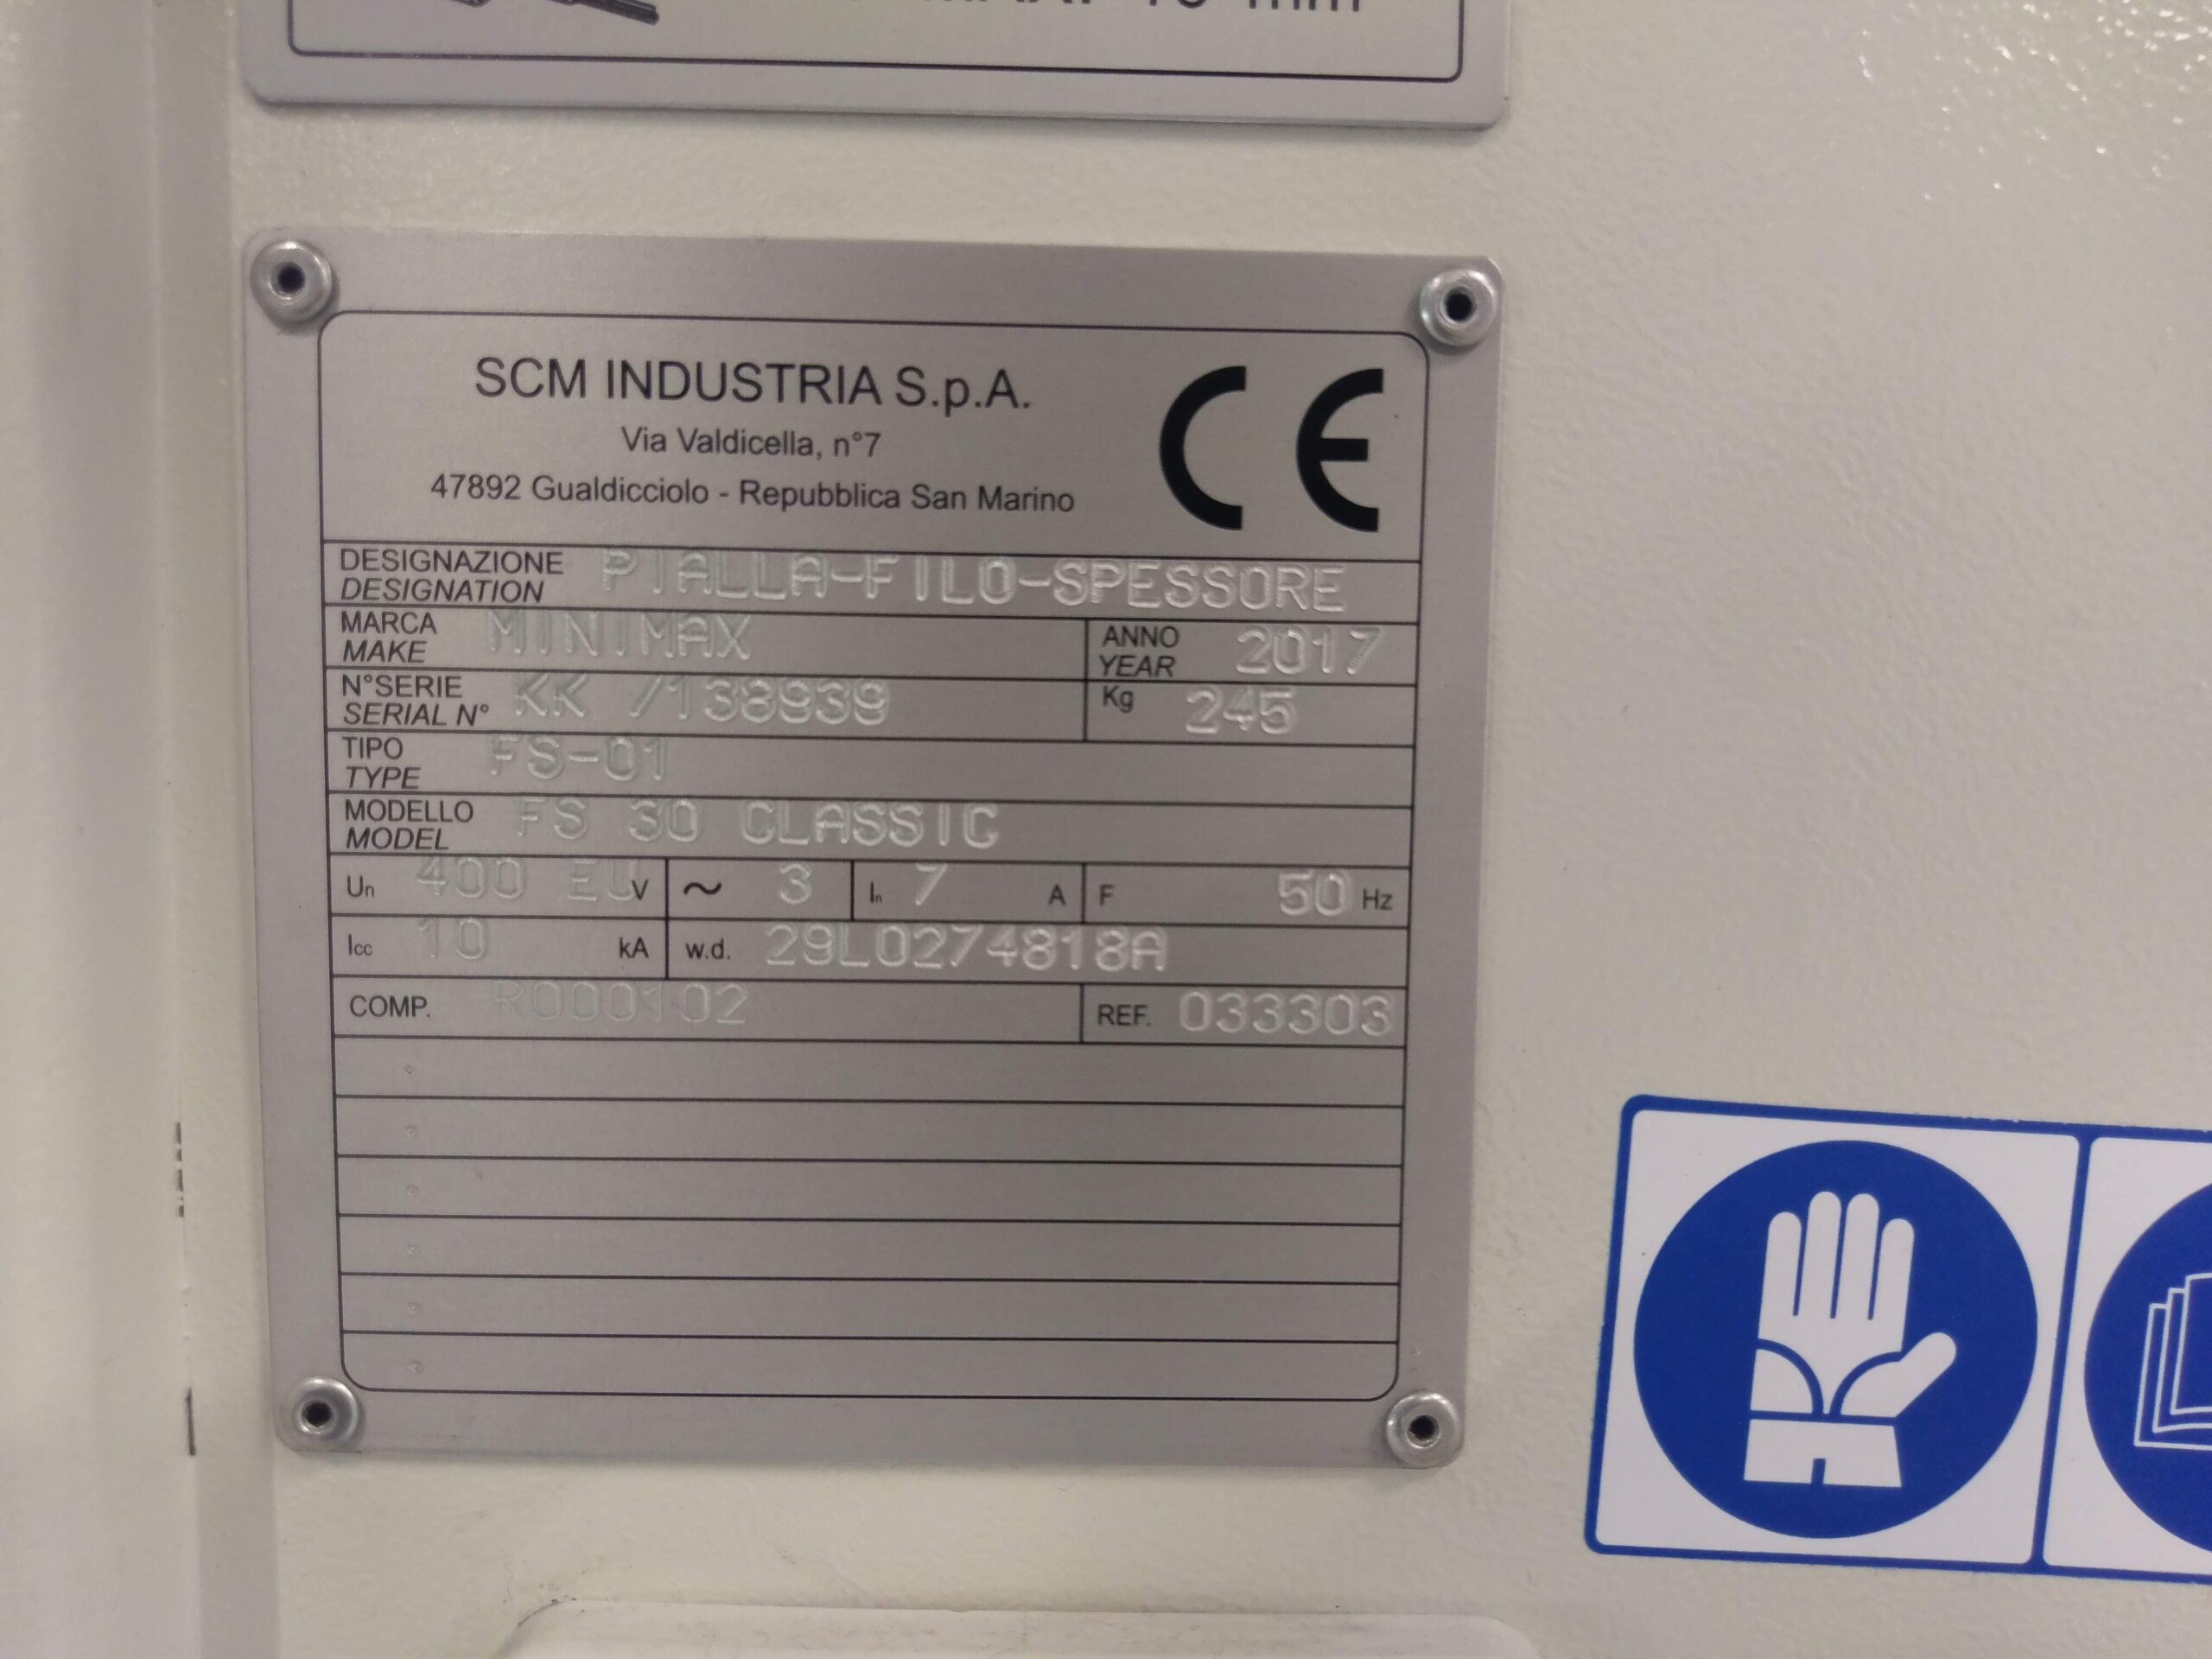 SCM INDUSTRIA S.p.A.
Via Valdicella, n°7
47892 Gualdicciolo - Repubblica San Marino
CE
DESIGNAZIONE
DESIGNATION
PIALLA-FILO-SPESSORE
MARCA
MAKE
MINIMAX
ANNO
YEAR
2017
N°SERIE
SERIAL N°
KK /138939
Kg 245
TIPO
TYPE
FS-01
MODELLO
MODEL
FS 30 CLASSIC
Un 400 EU V ~ 3 In 7 A F 50 Hz
Icc 10 kA w.d. 29L0274818A
COMP. R000102 REF. 033303